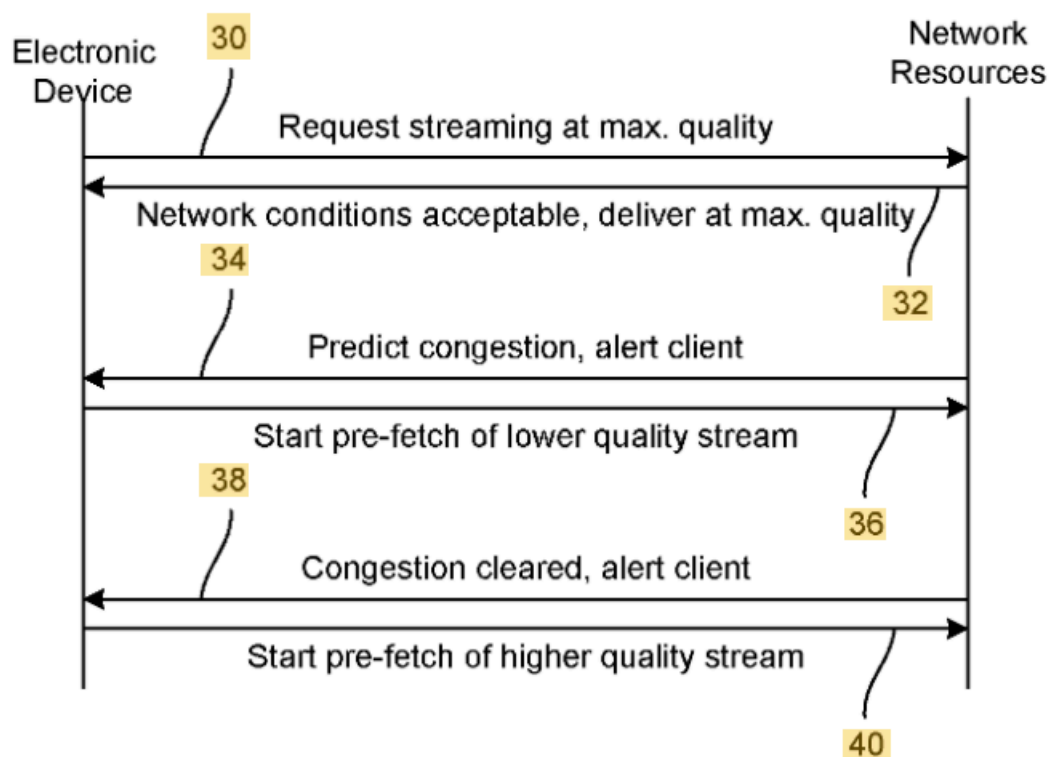 30
Electronic
Device
Network
Resources
Request streaming at max. quality
Network conditions acceptable, deliver at max. quality
34
32
Predict congestion, alert client
Start pre-fetch of lower quality stream
38
36
Congestion cleared, alert client
Start pre-fetch of higher quality stream
40